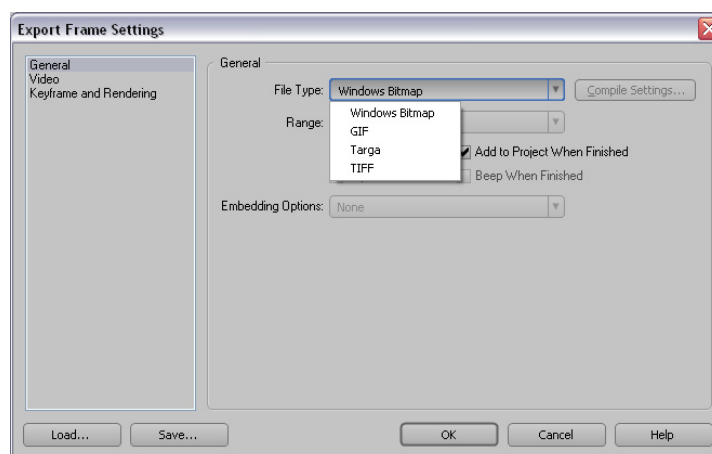 Export Frame Settings
General
Video
Keyframe and Rendering
General
File Type: Windows Bitmap
Compile Settings...
Windows Bitmap
GIF
Targa
TIFF
Range:
Add to Project When Finished
Beep When Finished
Embedding Options: None
Load...
Save...
OK
Cancel
Help